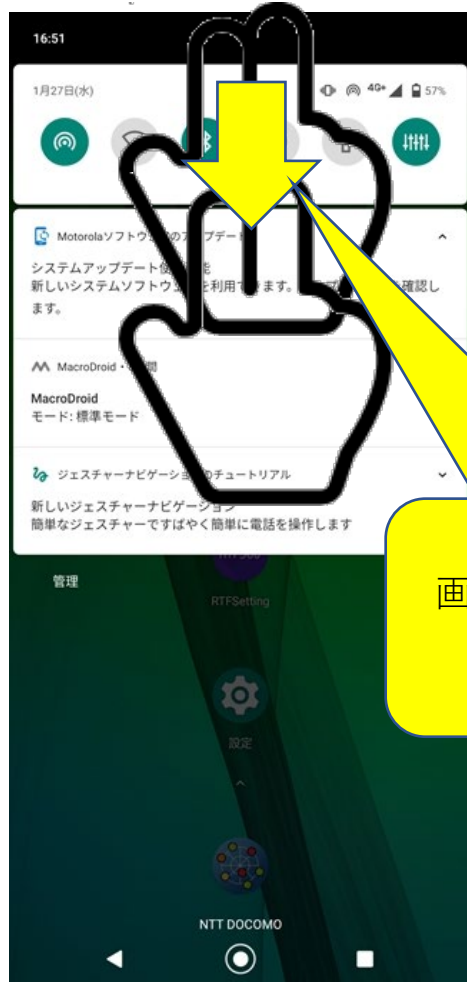 16:51
1月27日(水)
4G+ 57%
Motorolaソフトウ
のア
プデート
システムアップデート使
能
新しいシステムソフトウ
を利用で
ます。
確認し
ます。
MacroDroid・
間
MacroDroid
モード: 標準モード
ジェスチャーナビゲーシ
のチュートリアル
新しいジェスチャーナビゲーション
簡単なジェスチャーですばやく簡単に電話を操作します
管理
RTFSetting
画
設定
NTT DOCOMO